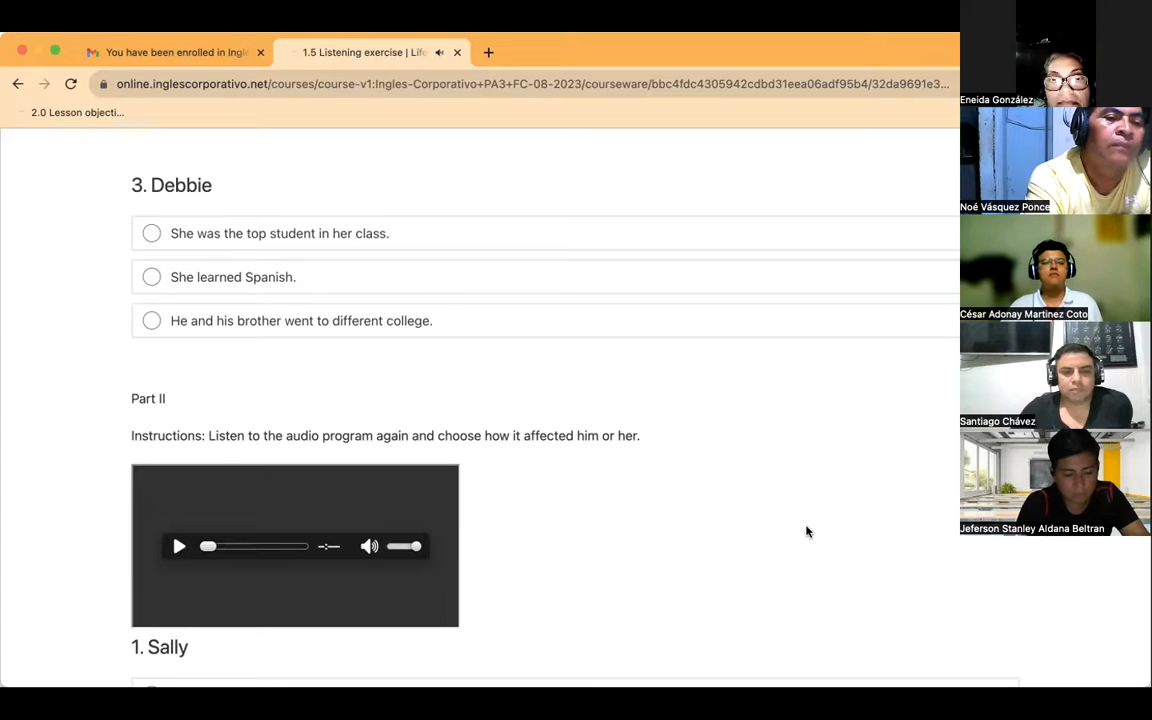 You have been enrolled in Ingl
1.5 Listening exercise | Life
online.inglescorporativo.net/courses/course-v1:Ingles-Corporativo+PA3+FC-08-2023/courseware/bbc4fdc4305942cdbd31eea06adf95b4/32da9691e3...
2.0 Lesson objecti...
3. Debbie
She was the top student in her class.
She learned Spanish.
He and his brother went to different college.
Part II
Instructions: Listen to the audio program again and choose how it affected him or her.
-:--
1. Sally
Eneida González
Noé Vásquez Ponce
César Adonay Martinez Coto
Santiago Chávez
Jeferson Stanley Aldana Beltran